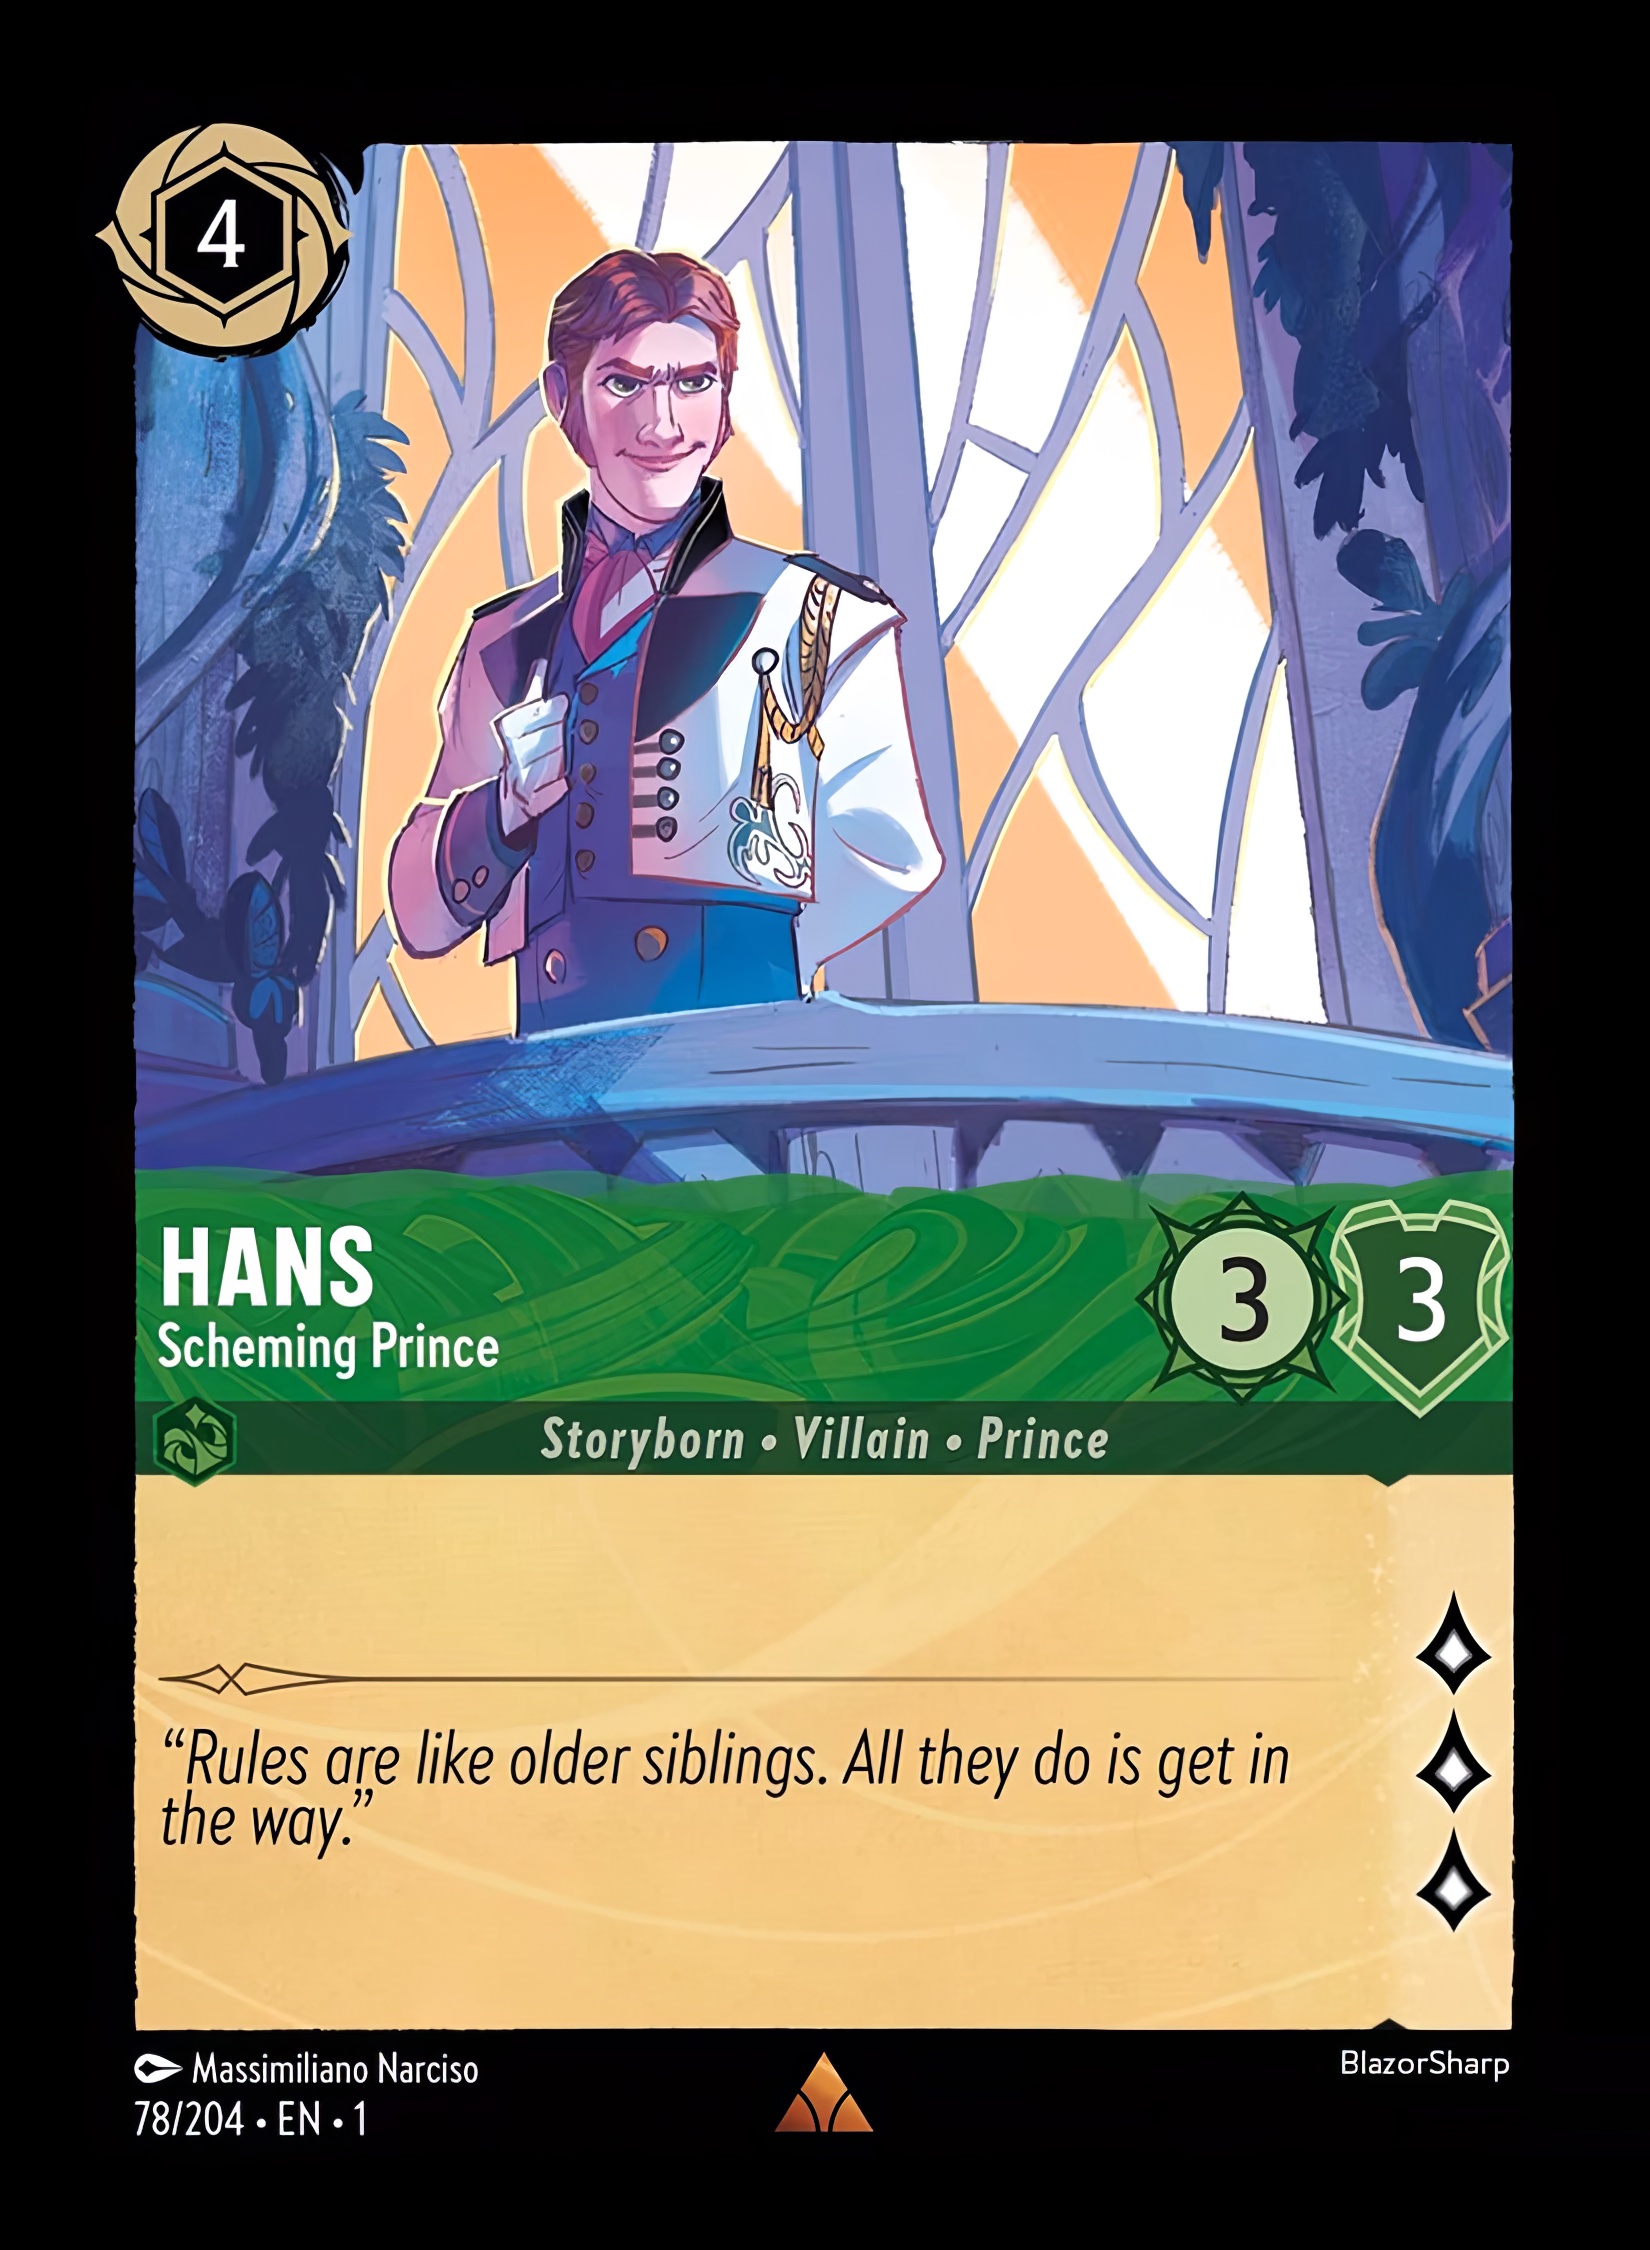 4
HANS
Scheming Prince
3
3
Storyborn • Villain • Prince
“Rules are like older siblings. All they do is get in
the way.”
Massimiliano Narciso
BlazorSharp
78/204 • EN • 1